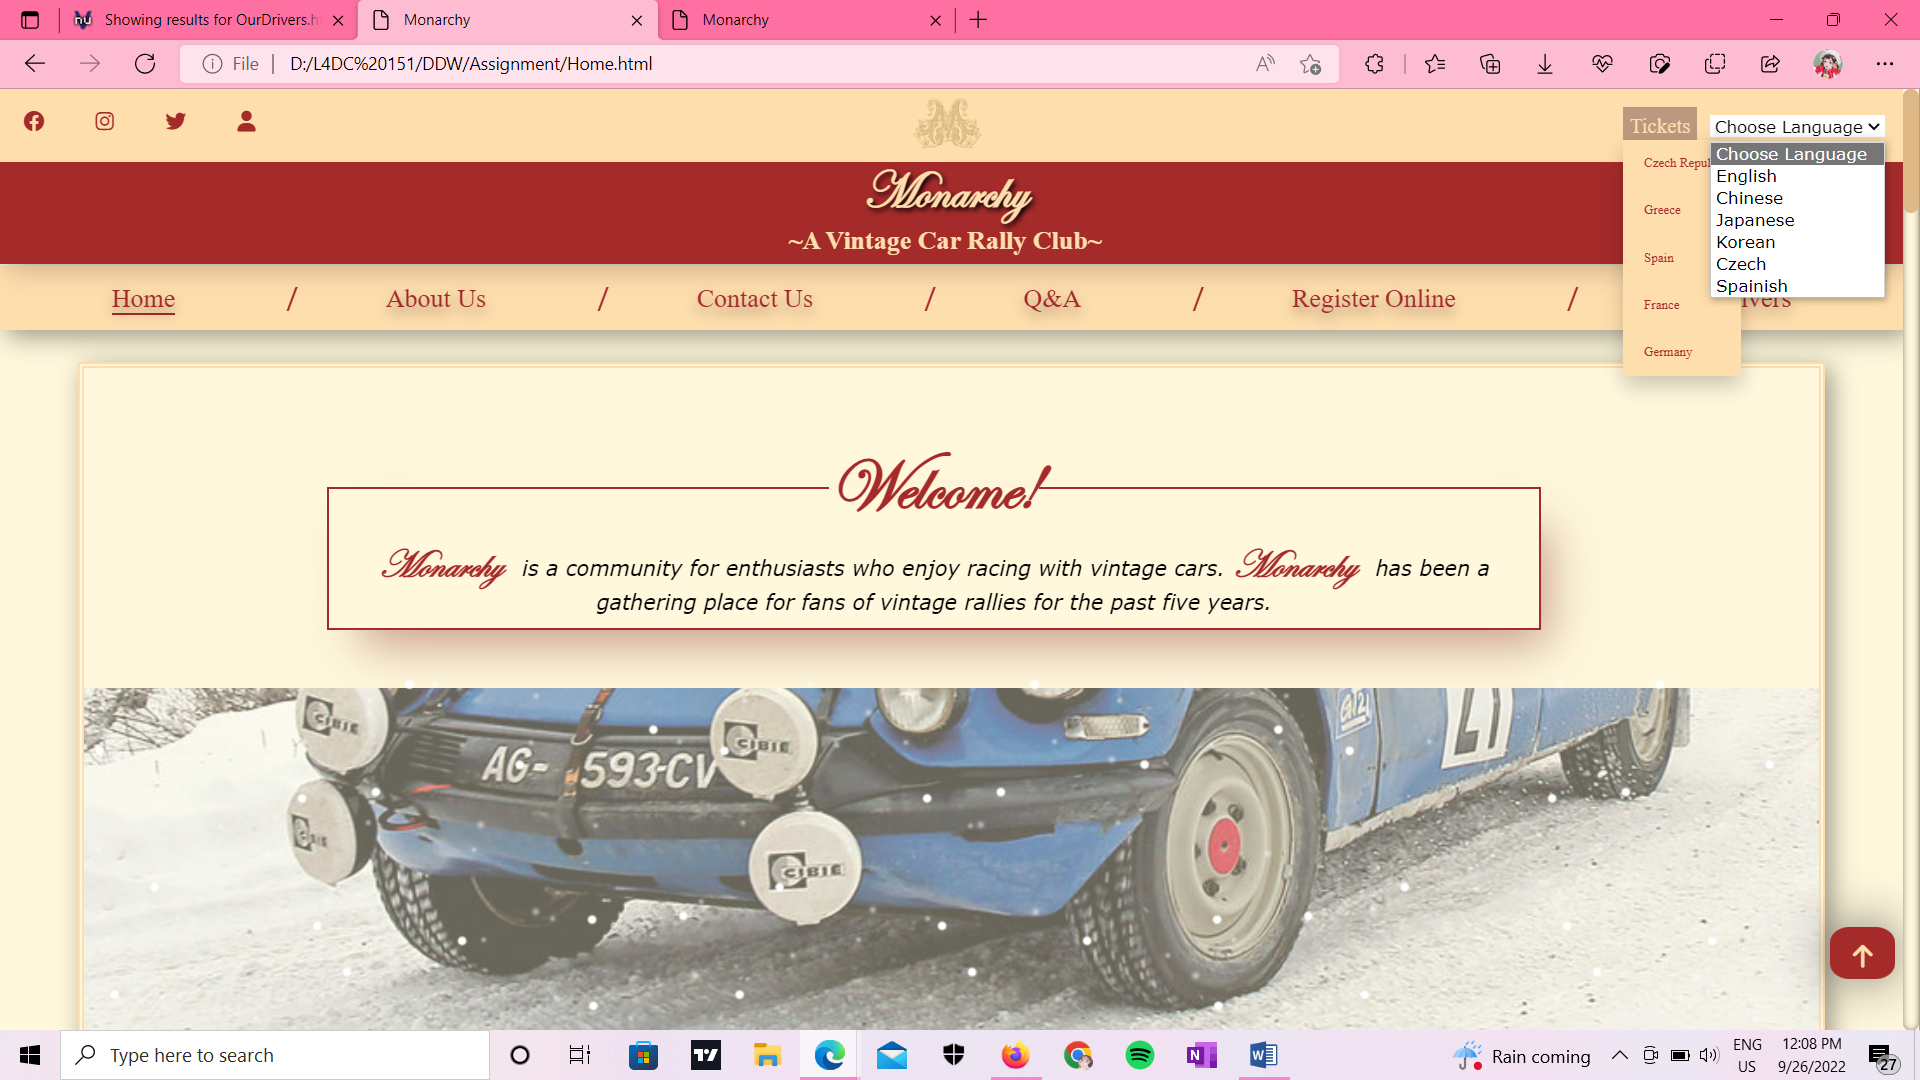 Showing results for OurDrivers.h
Monarchy
Monarchy
File
D:/L4DC%20151/DDW/Assignment/Home.html
Tickets
Choose Language
Choose Language
English
Chinese
Japanese
Korean
Czech
Spainish
Czech Repu
Greece
Spain
France
Germany
Monarchy
~A Vintage Car Rally Club~
Home / About Us / Contact Us / Q&A / Register Online / ivers
Welcome!
Monarchy is a community for enthusiasts who enjoy racing with vintage cars. Monarchy has been a
gathering place for fans of vintage rallies for the past five years.
CIBIE
AG- 593-CV
CIBIE
CIBIE
CIBIE
Gr.2
21
Type here to search
Rain coming
ENG
US
12:08 PM
9/26/2022
27